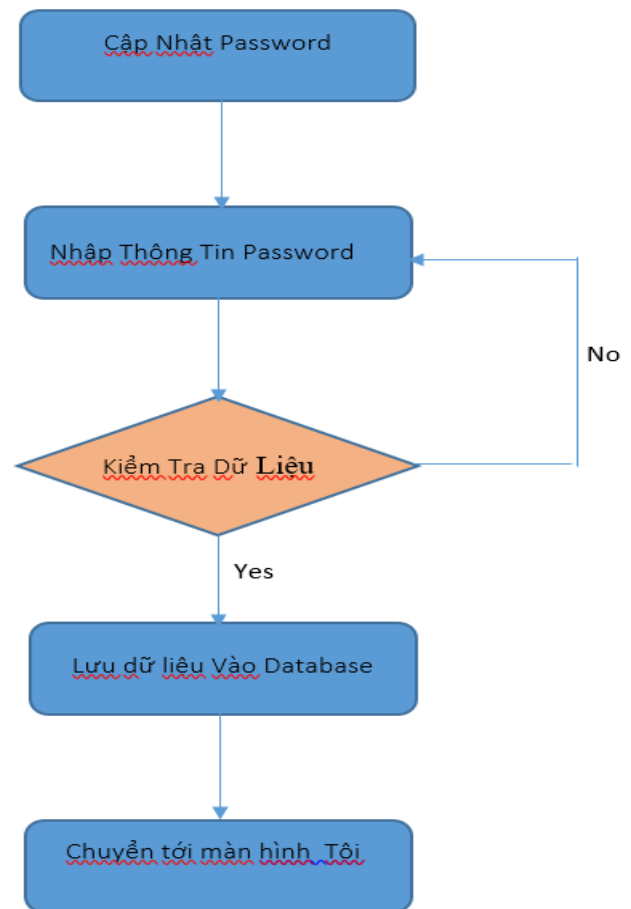 Cập Nhật Password
Nhập Thông Tin Password
No
Kiểm Tra Dữ Liệu
Yes
Lưu dữ liệu Vào Database
Chuyển tới màn hình Tôi